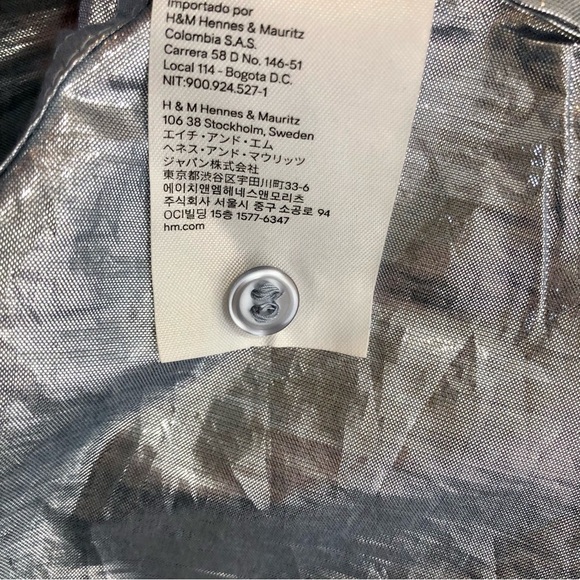 Importado por
H&M Hennes & Mauritz
Colombia S.A.S.
Carrera 58 D No. 146-51
Local 114 - Bogota D.C.
NIT:900.924.527-1
H & M Hennes & Mauritz
106 38 Stockholm, Sweden
エイチ・アンド・エム
ヘネス・アンド・マウリッツ
ジャパン株式会社
東京都渋谷区宇田川町33-6
에이치앤엠헤네스앤모리츠
주식회사 서울시 중구 소공로 94
OCI빌딩 15층 1577-6347
hm.com